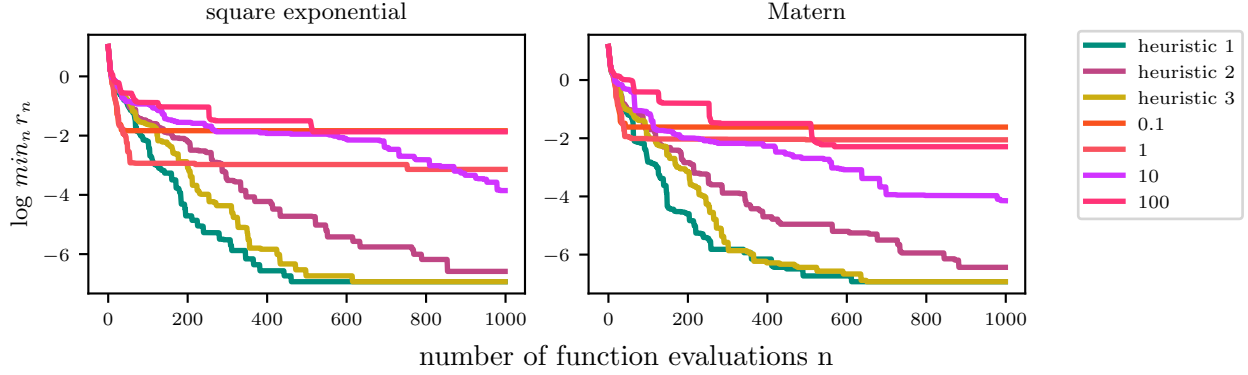 square exponential
Matern
log min_n r_n
0
−2
−4
−6
0 200 400 600 800 1000
0
−2
−4
−6
0 200 400 600 800 1000
number of function evaluations n
heuristic 1
heuristic 2
heuristic 3
0.1
1
10
100